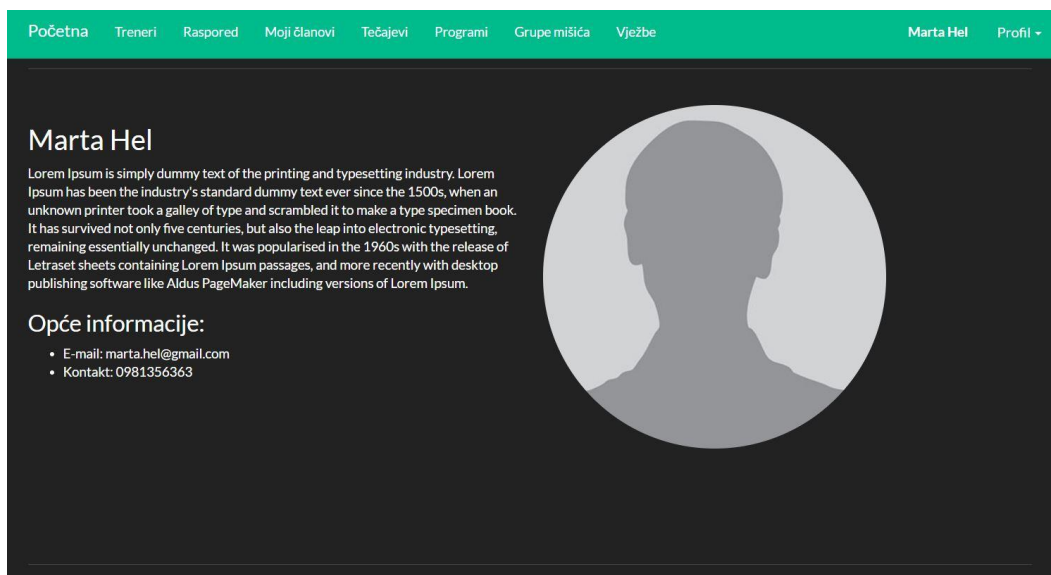 Početna Treneri Raspored Moji članovi Tečajevi Programi Grupe mišića Vježbe Marta Hel Profil
Marta Hel
Lorem Ipsum is simply dummy text of the printing and typesetting industry. Lorem
Ipsum has been the industry's standard dummy text ever since the 1500s, when an
unknown printer took a galley of type and scrambled it to make a type specimen book.
It has survived not only five centuries, but also the leap into electronic typesetting,
remaining essentially unchanged. It was popularised in the 1960s with the release of
Letraset sheets containing Lorem Ipsum passages, and more recently with desktop
publishing software like Aldus PageMaker including versions of Lorem Ipsum.
Opće informacije:
• E-mail: marta.hel@gmail.com
• Kontakt: 0981356363